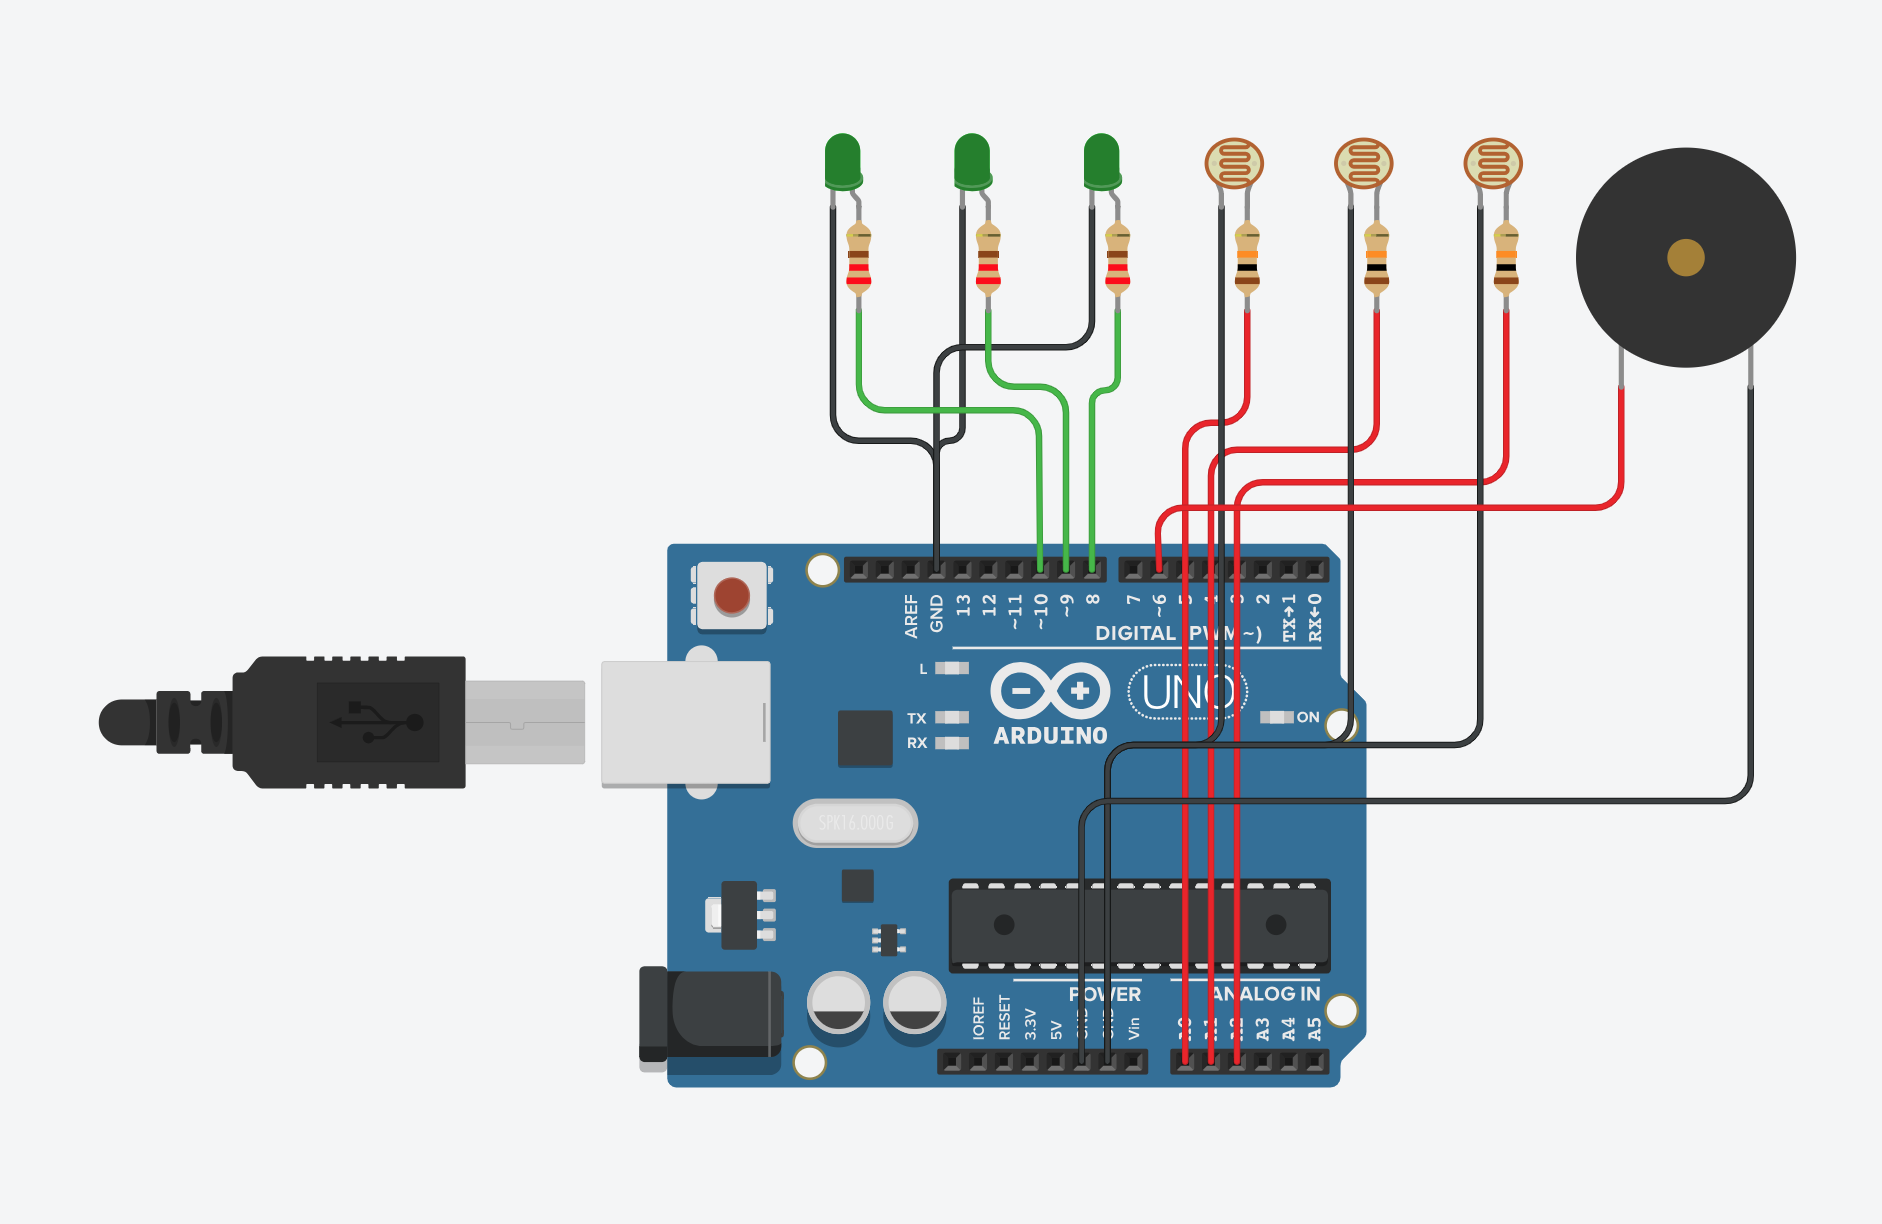 AREF
GND
13
12
~11
~10
~9
8
7
~6
5
4
3
2
TX→1
RX←0
DIGITAL (PWM ~)
L
TX
RX
UNO
ON
ARDUINO
SPK16.000G
POWER
ANALOG IN
IOREF
RESET
3.3V
5V
GND
GND
Vin
A0
A1
A2
A3
A4
A5